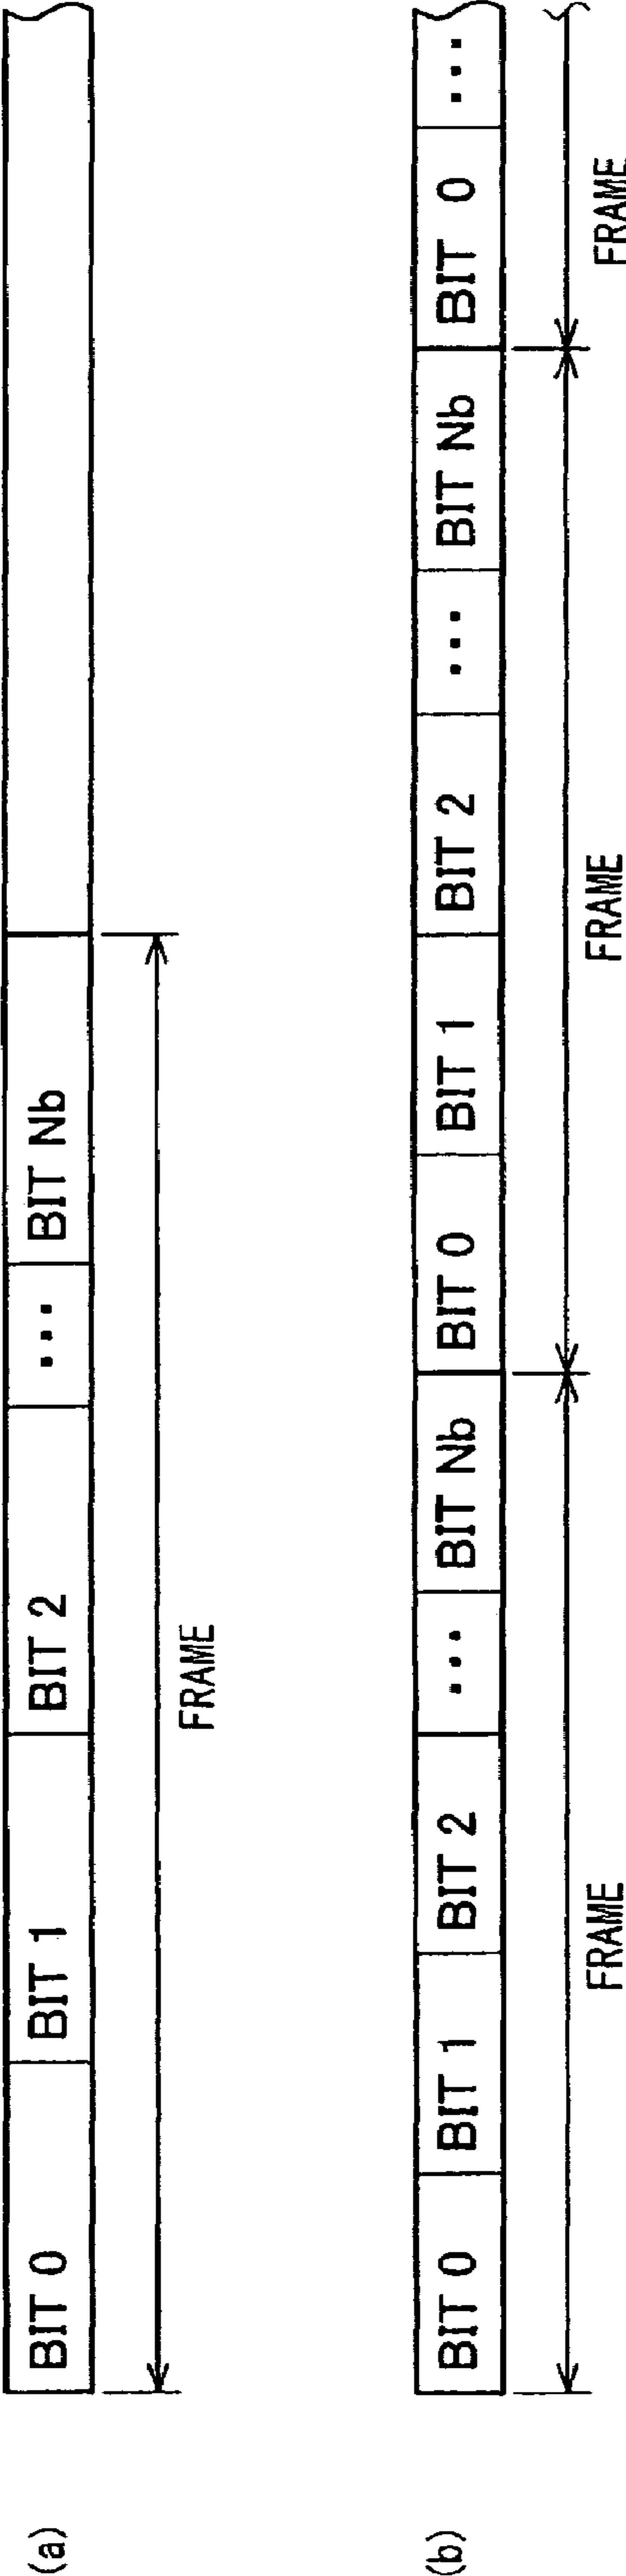 (a)
BIT 0 BIT 1 BIT 2 ... BIT Nb
FRAME
(b)
BIT 0 BIT 1 BIT 2 ... BIT Nb BIT 0 BIT 1 BIT 2 ... BIT Nb BIT 0 ...
FRAME FRAME FRAME